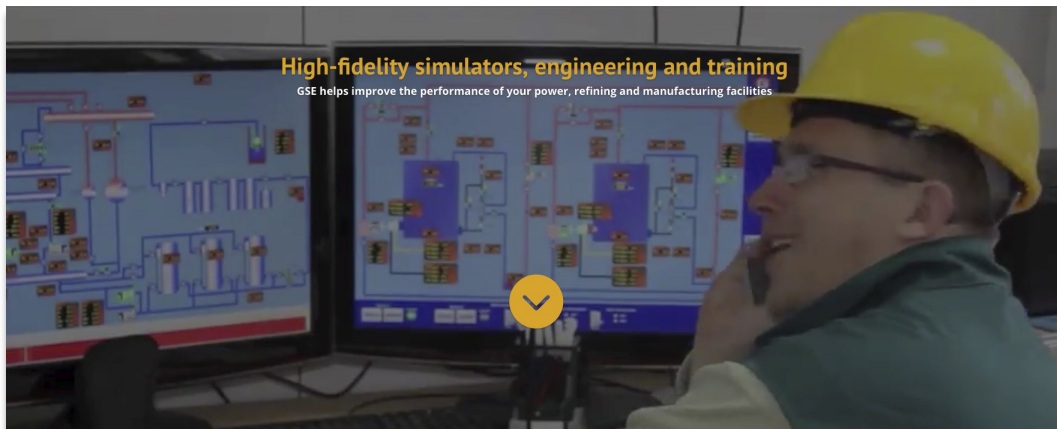 High-fidelity simulators, engineering and training
GSE helps improve the performance of your power, refining and manufacturing facilities